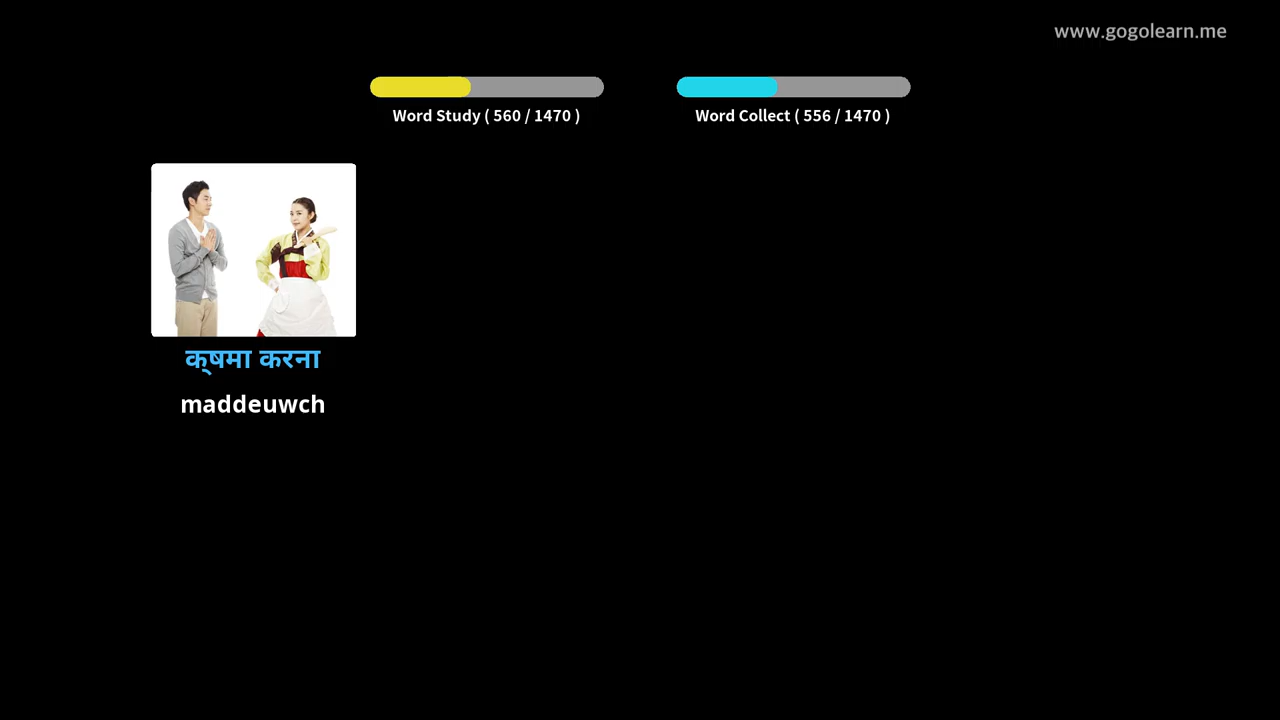 www.gogolearn.me
Word Study ( 560 / 1470 )
Word Collect ( 556 / 1470 )
क्षमा करना
maddeuwch